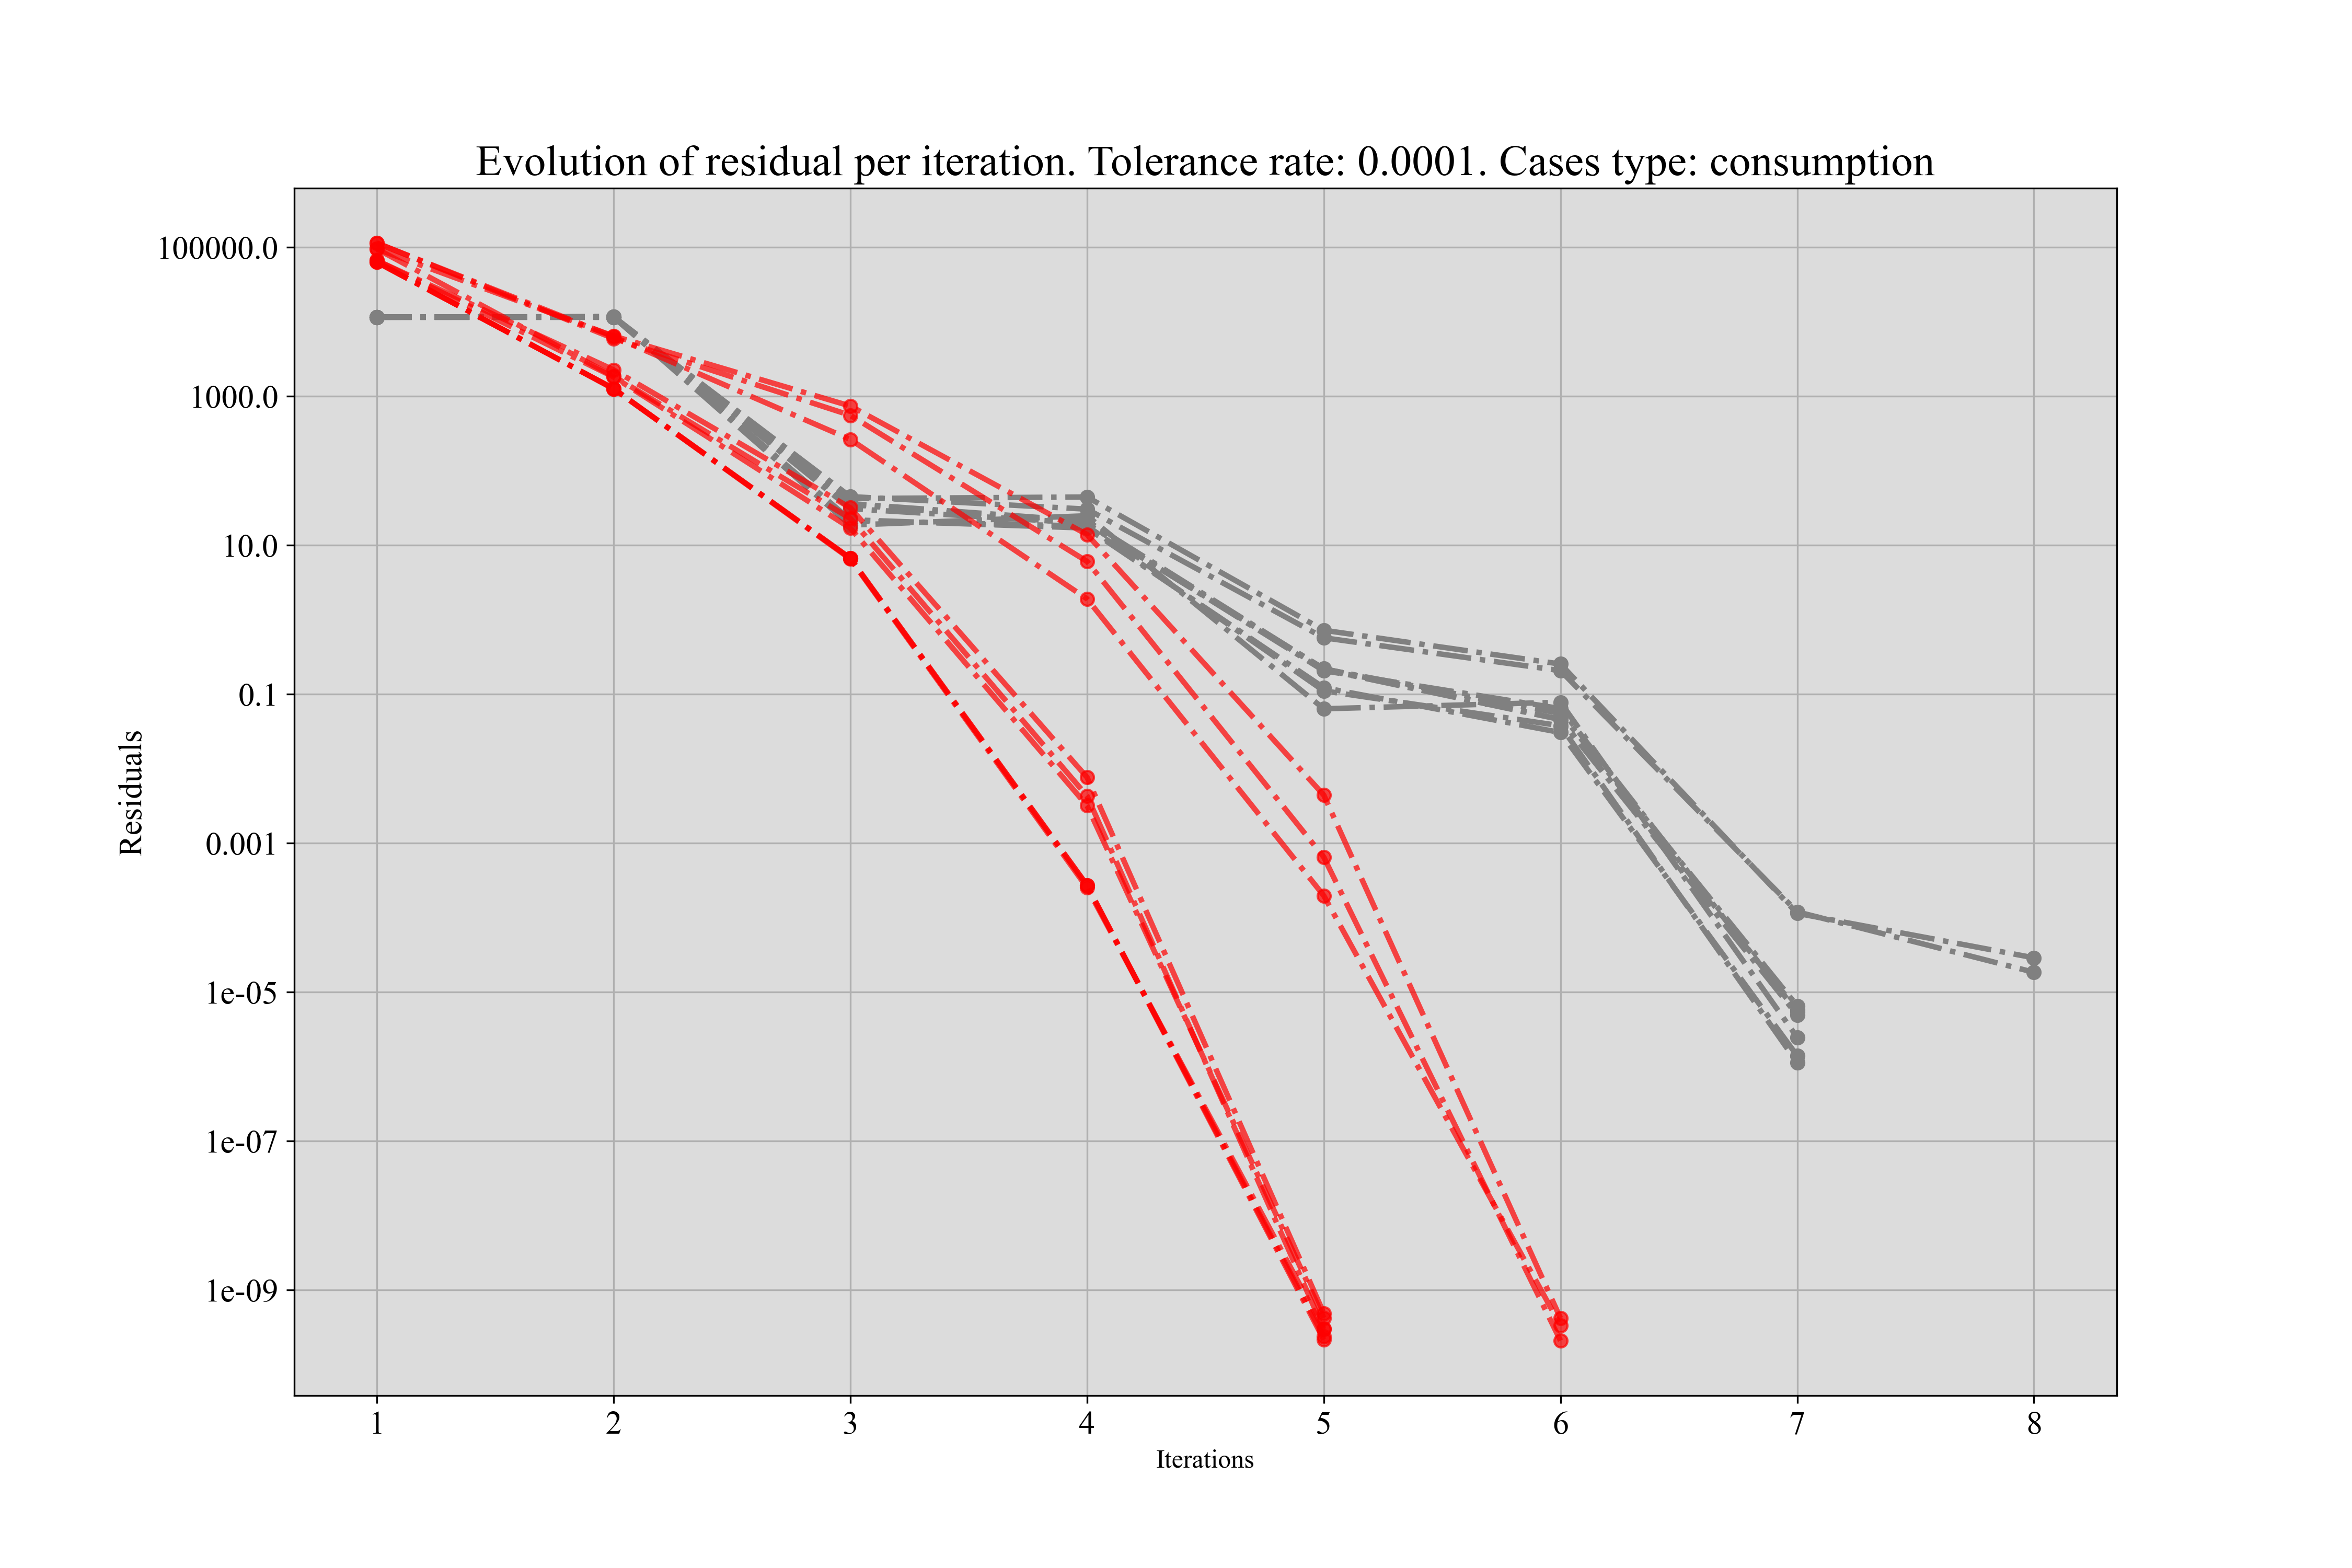 Evolution of residual per iteration. Tolerance rate: 0.0001. Cases type: consumption
100000.0
1000.0
10.0
0.1
0.001
1e-05
1e-07
1e-09
Residuals
1 2 3 4 5 6 7 8
Iterations